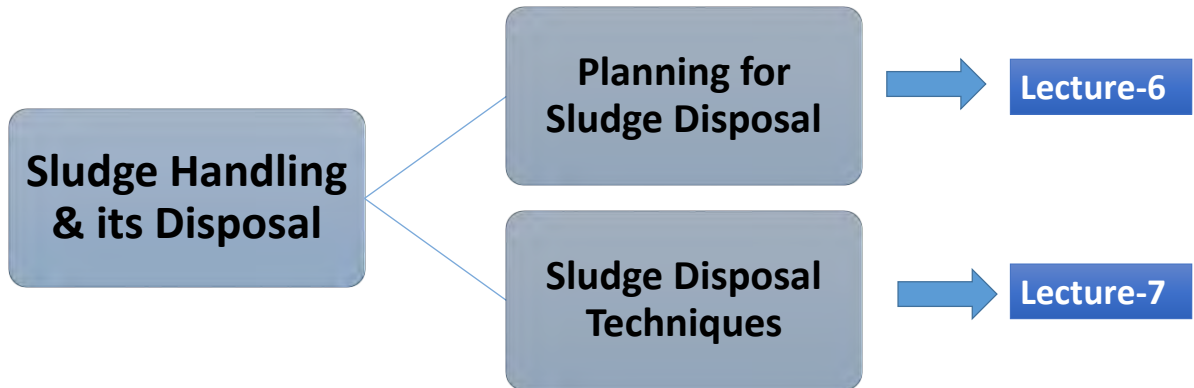 Sludge Handling
& its Disposal
Planning for
Sludge Disposal
Lecture-6
Sludge Disposal
Techniques
Lecture-7